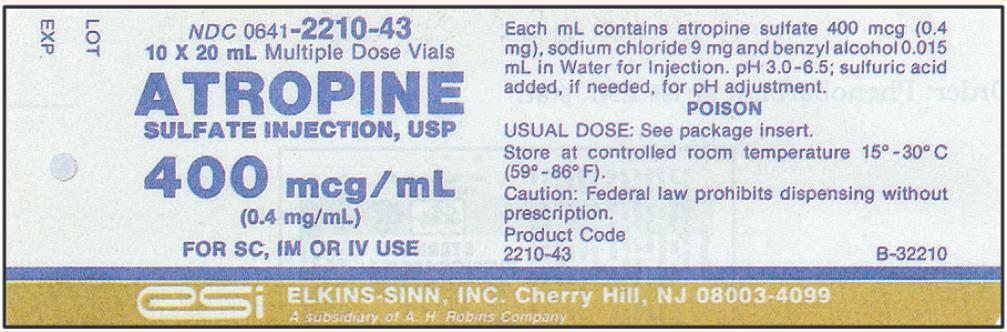 LOT
EXP
NDC 0641-2210-43
10 X 20 mL Multiple Dose Vials
ATROPINE
SULFATE INJECTION, USP
400 mcg/mL
(0.4 mg/mL)
FOR SC, IM OR IV USE
Each mL contains atropine sulfate 400 mcg (0.4
mg), sodium chloride 9 mg and benzyl alcohol 0.015
mL in Water for Injection. pH 3.0-6.5; sulfuric acid
added, if needed, for pH adjustment.
POISON
USUAL DOSE: See package insert.
Store at controlled room temperature 15°-30°C
(59°-86°F).
Caution: Federal law prohibits dispensing without
prescription.
Product Code
2210-43 B-32210
esi ELKINS-SINN, INC. Cherry Hill, NJ 08003-4099
A subsidiary of A. H. Robins Company